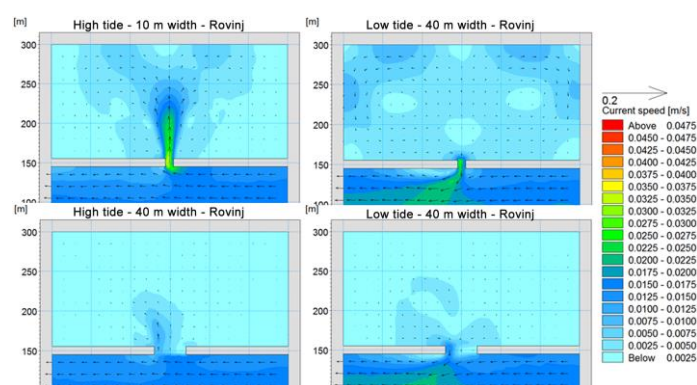 [m]
High tide - 10 m width - Rovinj
[m]
Low tide - 40 m width - Rovinj
300
250
200
150
100
300
250
200
150
100
[m]
High tide - 40 m width - Rovinj
[m]
Low tide - 40 m width - Rovinj
300
250
200
150
300
250
200
150
0.2
Current speed [m/s]
Above 0.0475
0.0450 - 0.0475
0.0425 - 0.0450
0.0400 - 0.0425
0.0375 - 0.0400
0.0350 - 0.0375
0.0325 - 0.0350
0.0300 - 0.0325
0.0275 - 0.0300
0.0250 - 0.0275
0.0225 - 0.0250
0.0200 - 0.0225
0.0175 - 0.0200
0.0150 - 0.0175
0.0125 - 0.0150
0.0100 - 0.0125
0.0075 - 0.0100
0.0050 - 0.0075
0.0025 - 0.0050
Below 0.0025